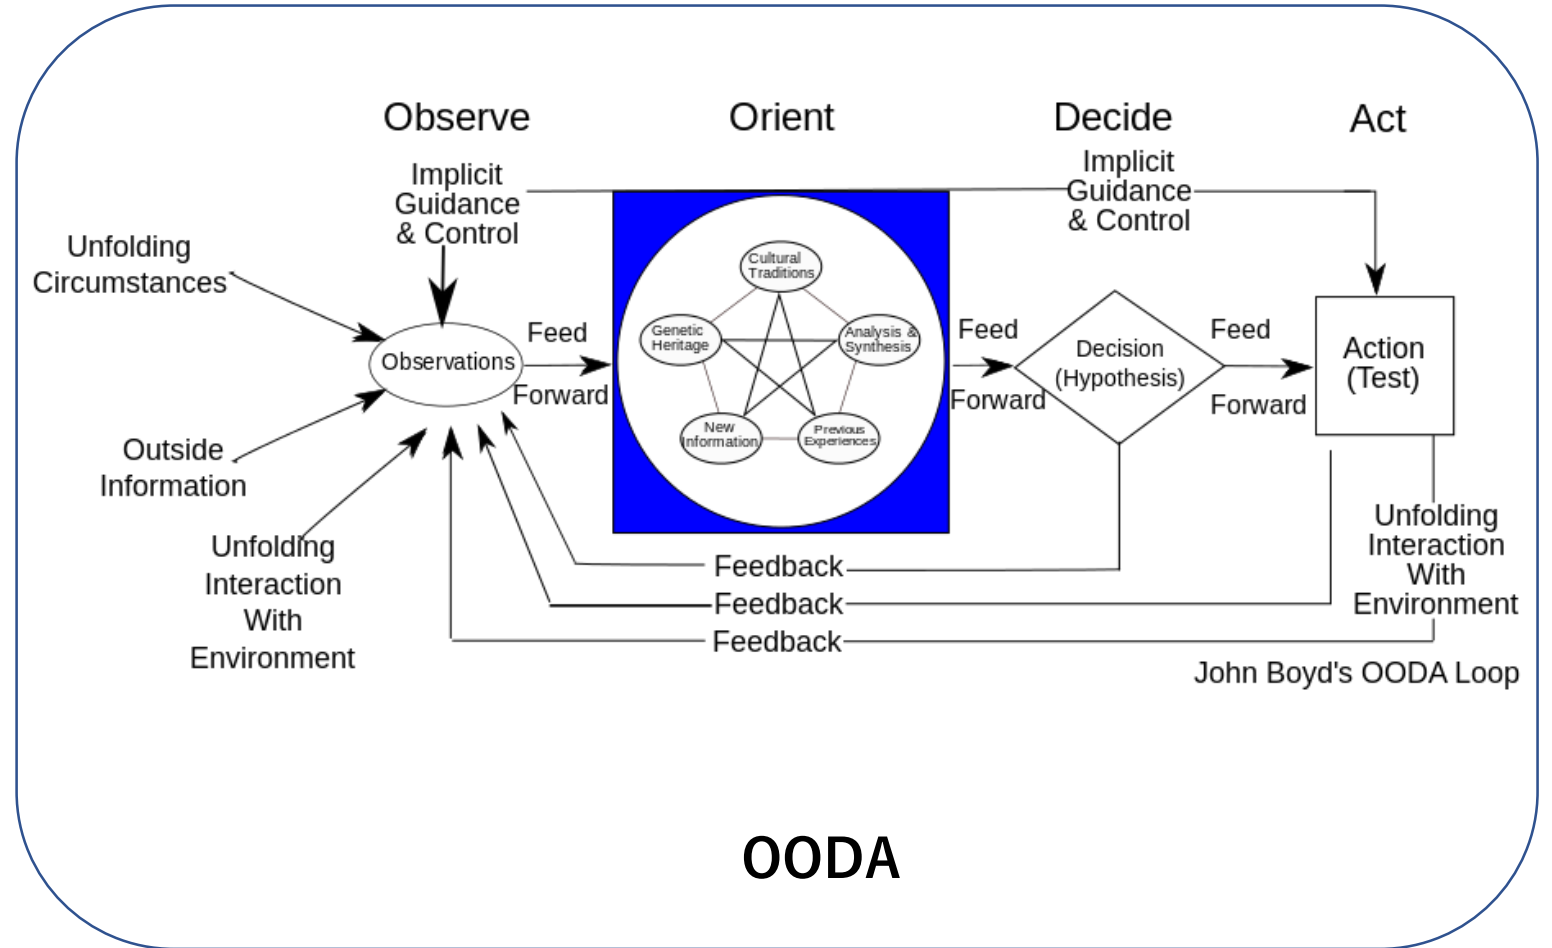 Observe
Orient
Decide
Act
Implicit
Guidance
& Control
Implicit
Guidance
& Control
Unfolding
Circumstances
Observations
Feed
Forward
Cultural
Traditions
Genetic
Heritage
Analysis &
Synthesis
New
Information
Previous
Experiences
Feed
Forward
Decision
(Hypothesis)
Feed
Forward
Action
(Test)
Outside
Information
Unfolding
Interaction
With
Environment
Feedback
Feedback
Feedback
Unfolding
Interaction
With
Environment
John Boyd's OODA Loop
OODA